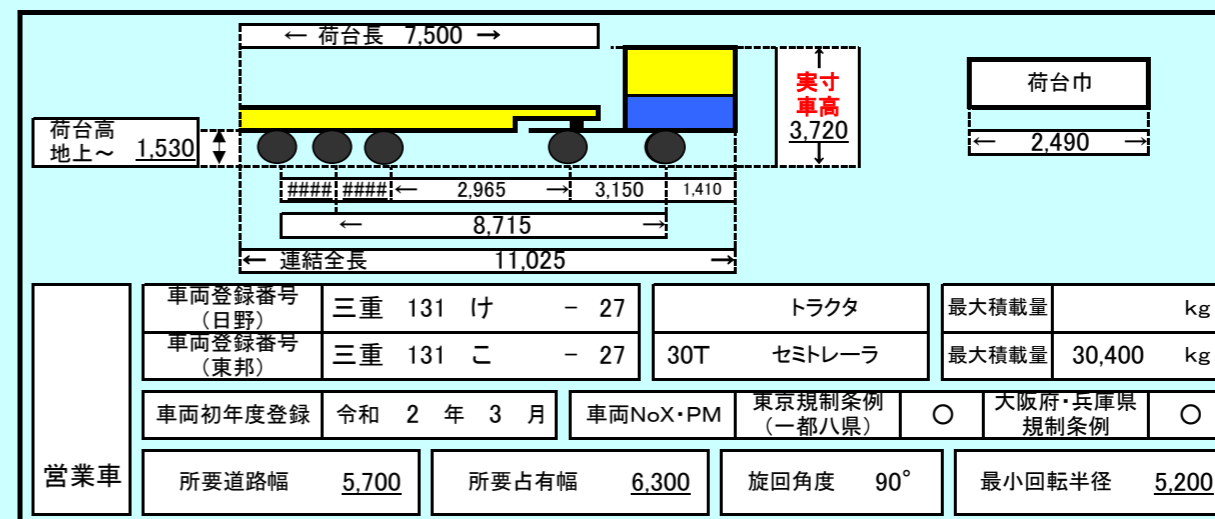 ← 荷台長 7,500 →
実寸
車高
3,720
荷台巾
← 2,490 →
荷台高
地上~ 1,530
#### #### ← 2,965 → 3,150 1,410
← 8,715 →
← 連結全長 11,025 →
営業車
車両登録番号
(日野)
三重 131 け - 27
トラクタ
最大積載量 kg
車両登録番号
(東邦)
三重 131 こ - 27
30T セミトレーラ
最大積載量 30,400 kg
車両初年度登録 令和 2 年 3 月
車両NoX・PM
東京規制条例
(一都八県)
○
大阪府・兵庫県
規制条例
○
所要道路幅 5,700
所要占有幅 6,300
旋回角度 90°
最小回転半径 5,200